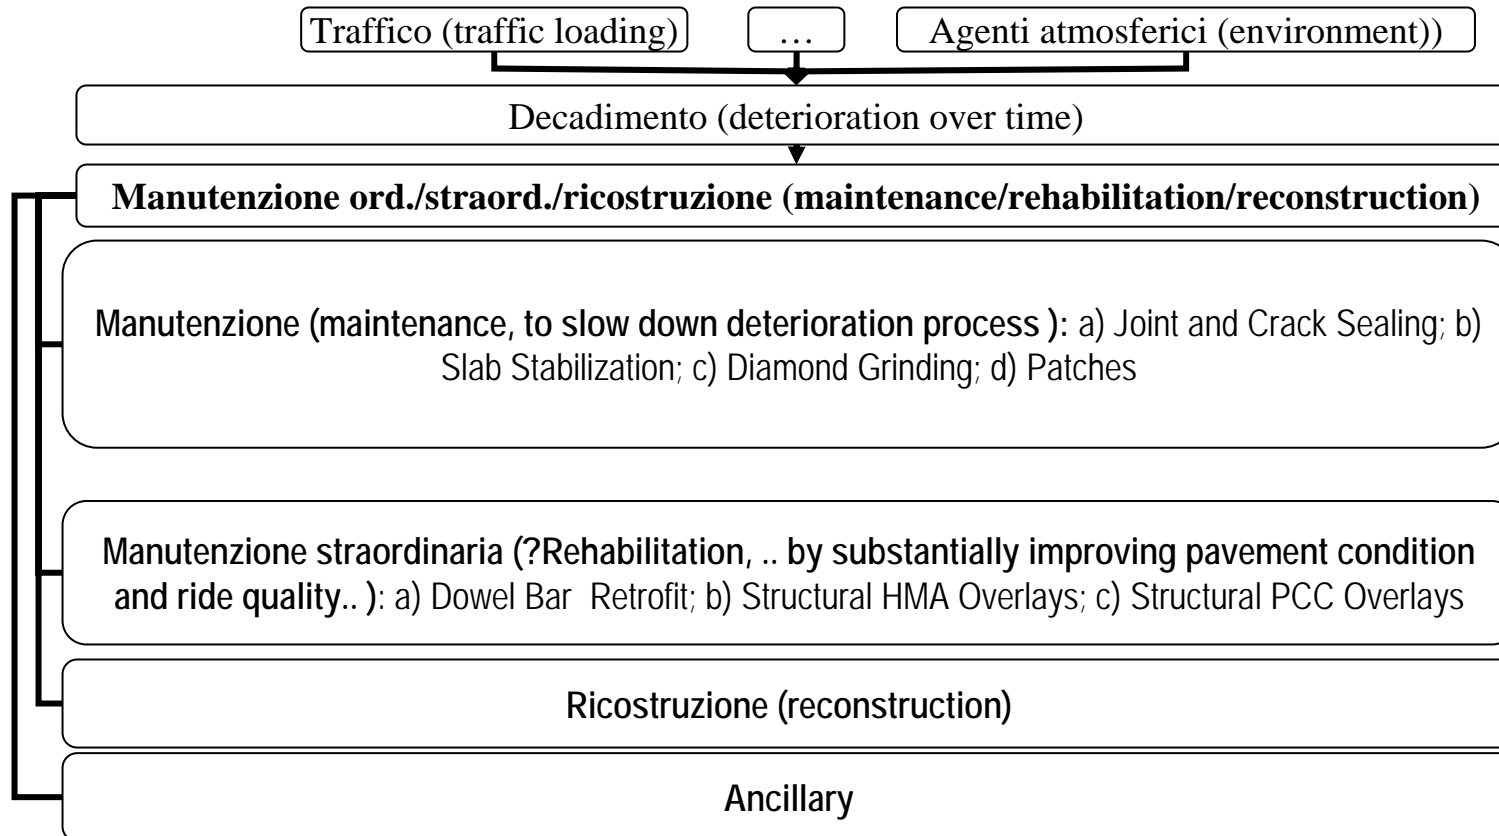 Traffico (traffic loading)
…
Agenti atmosferici (environment))
Decadimento (deterioration over time)
Manutenzione ord./straord./ricostruzione (maintenance/rehabilitation/reconstruction)
Manutenzione (maintenance, to slow down deterioration process ): a) Joint and Crack Sealing; b)
Slab Stabilization; c) Diamond Grinding; d) Patches
Manutenzione straordinaria (?Rehabilitation, .. by substantially improving pavement condition
and ride quality.. ): a) Dowel Bar Retrofit; b) Structural HMA Overlays; c) Structural PCC Overlays
Ricostruzione (reconstruction)
Ancillary